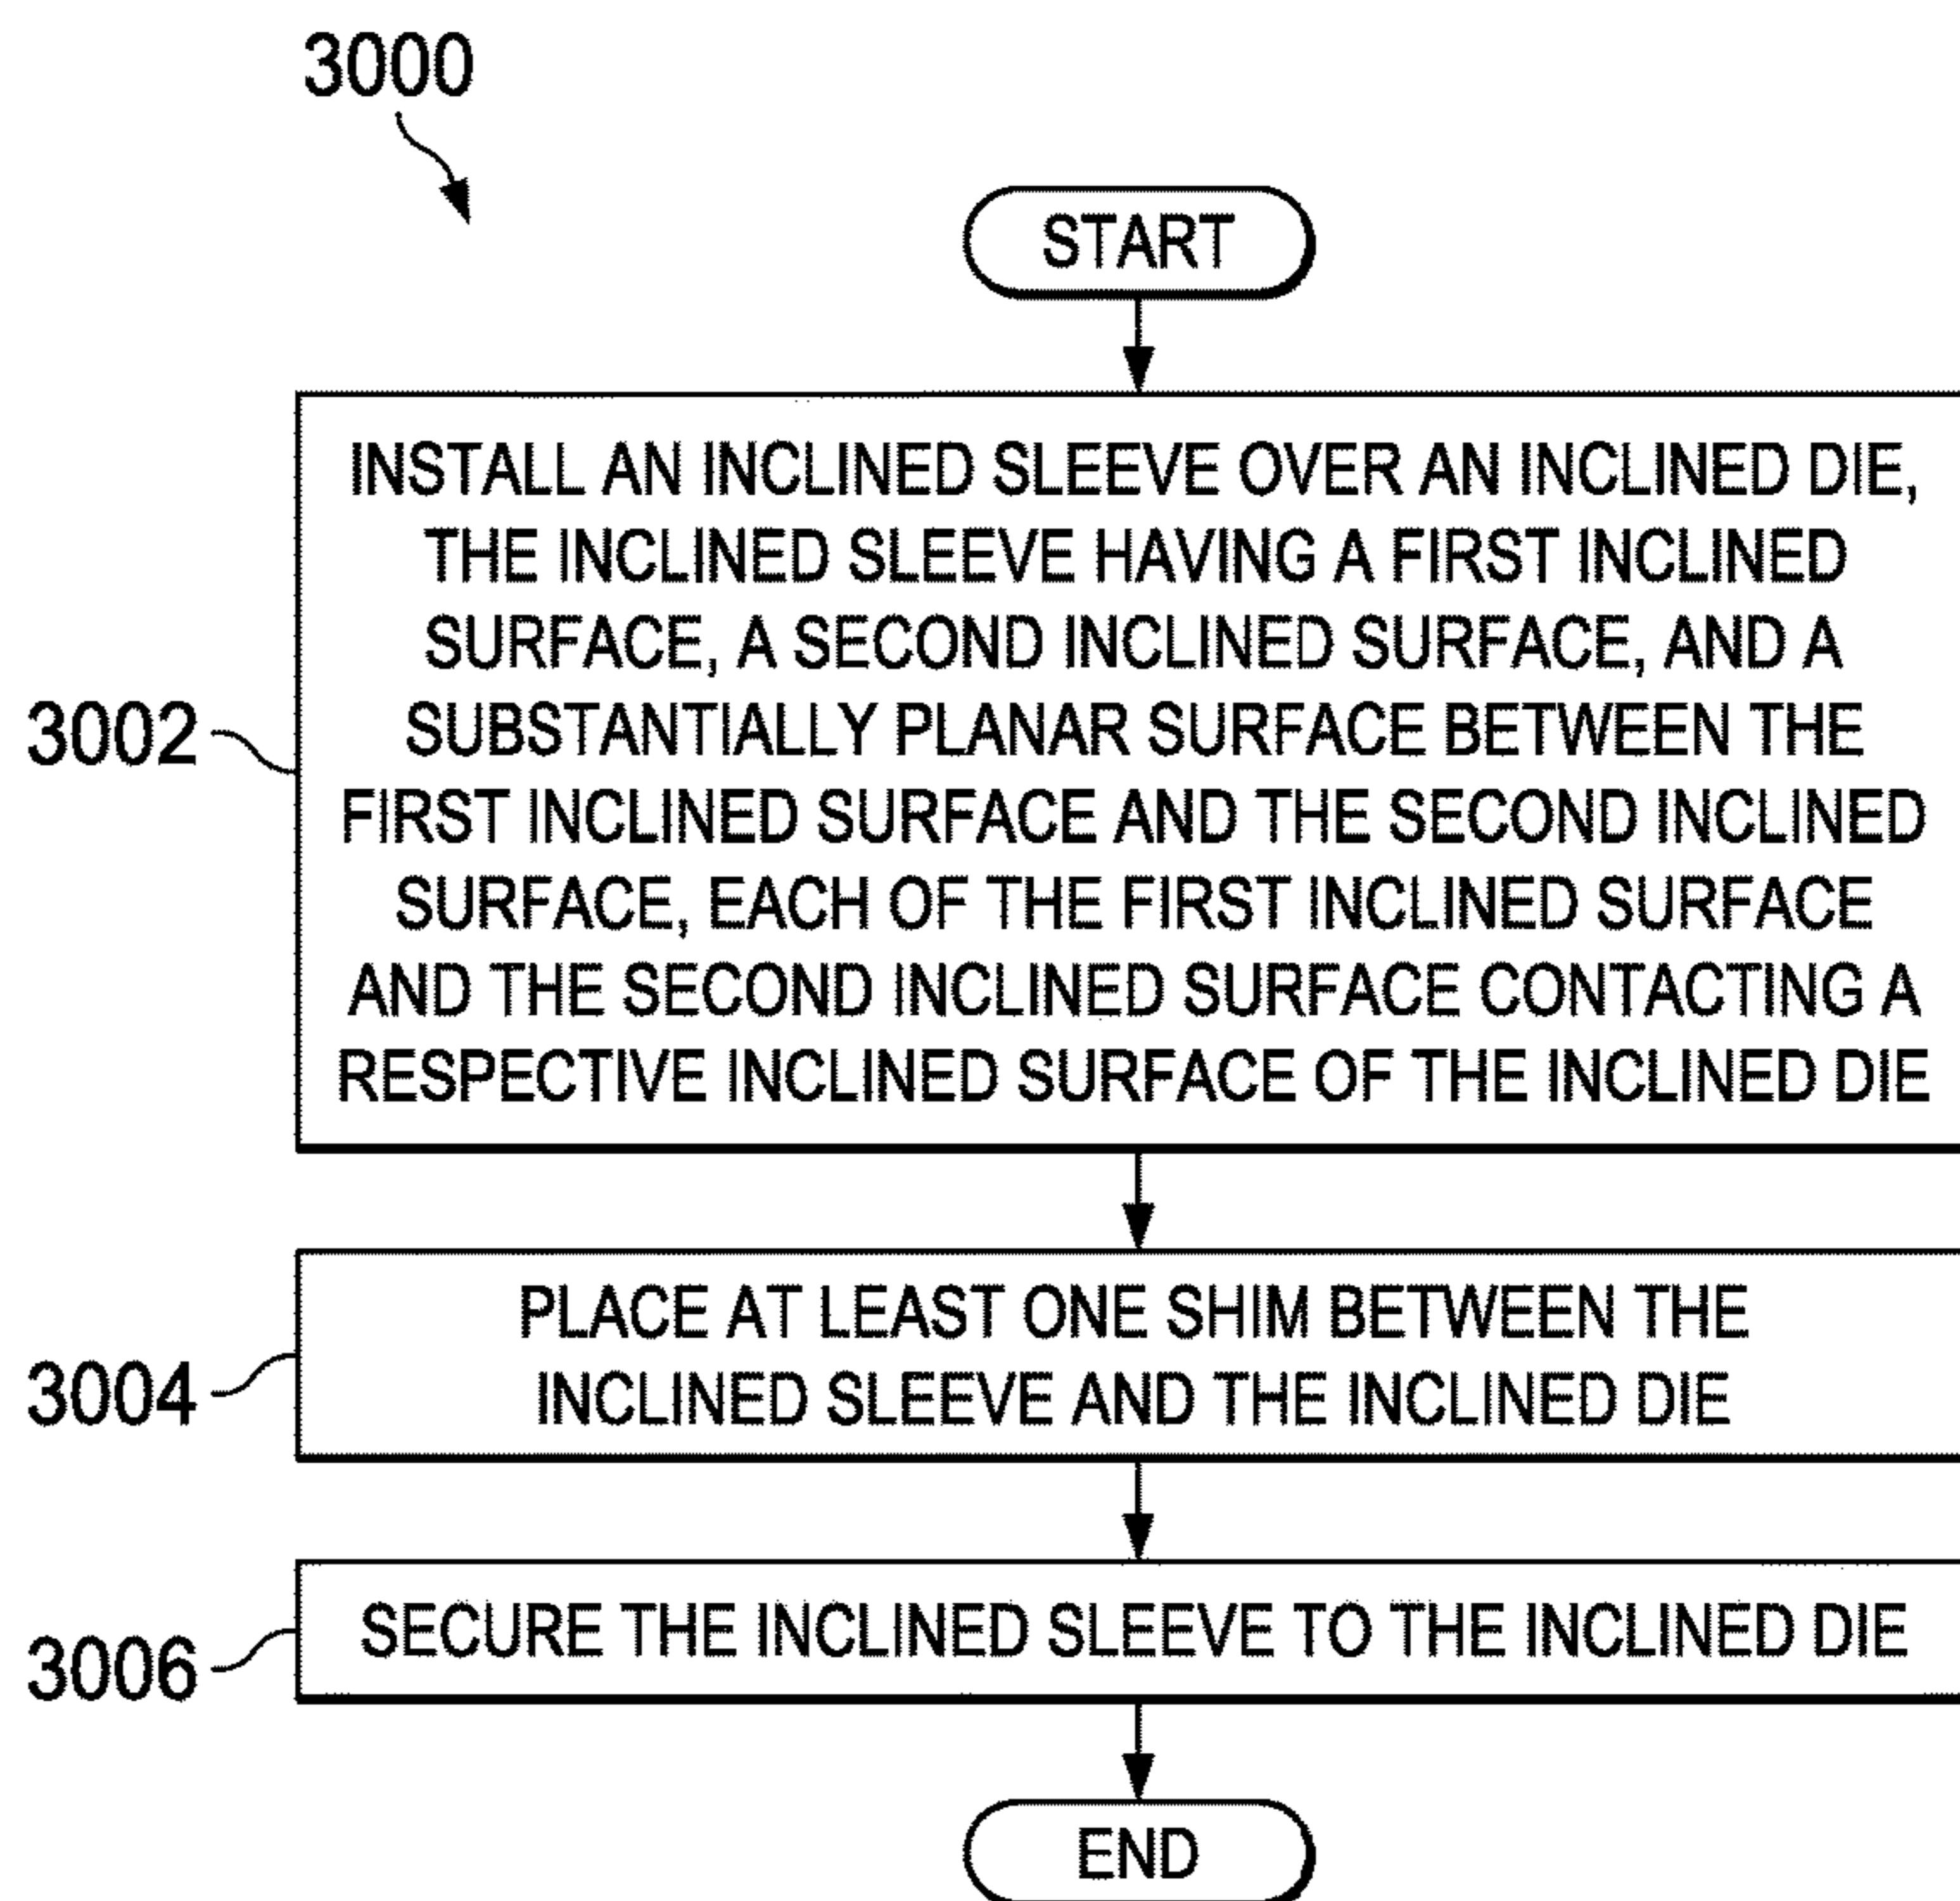 3000
START
INSTALL AN INCLINED SLEEVE OVER AN INCLINED DIE,
THE INCLINED SLEEVE HAVING A FIRST INCLINED
SURFACE, A SECOND INCLINED SURFACE, AND A
SUBSTANTIALLY PLANAR SURFACE BETWEEN THE
FIRST INCLINED SURFACE AND THE SECOND INCLINED
SURFACE, EACH OF THE FIRST INCLINED SURFACE
AND THE SECOND INCLINED SURFACE CONTACTING A
RESPECTIVE INCLINED SURFACE OF THE INCLINED DIE
3002
PLACE AT LEAST ONE SHIM BETWEEN THE
INCLINED SLEEVE AND THE INCLINED DIE
3004
SECURE THE INCLINED SLEEVE TO THE INCLINED DIE
3006
END